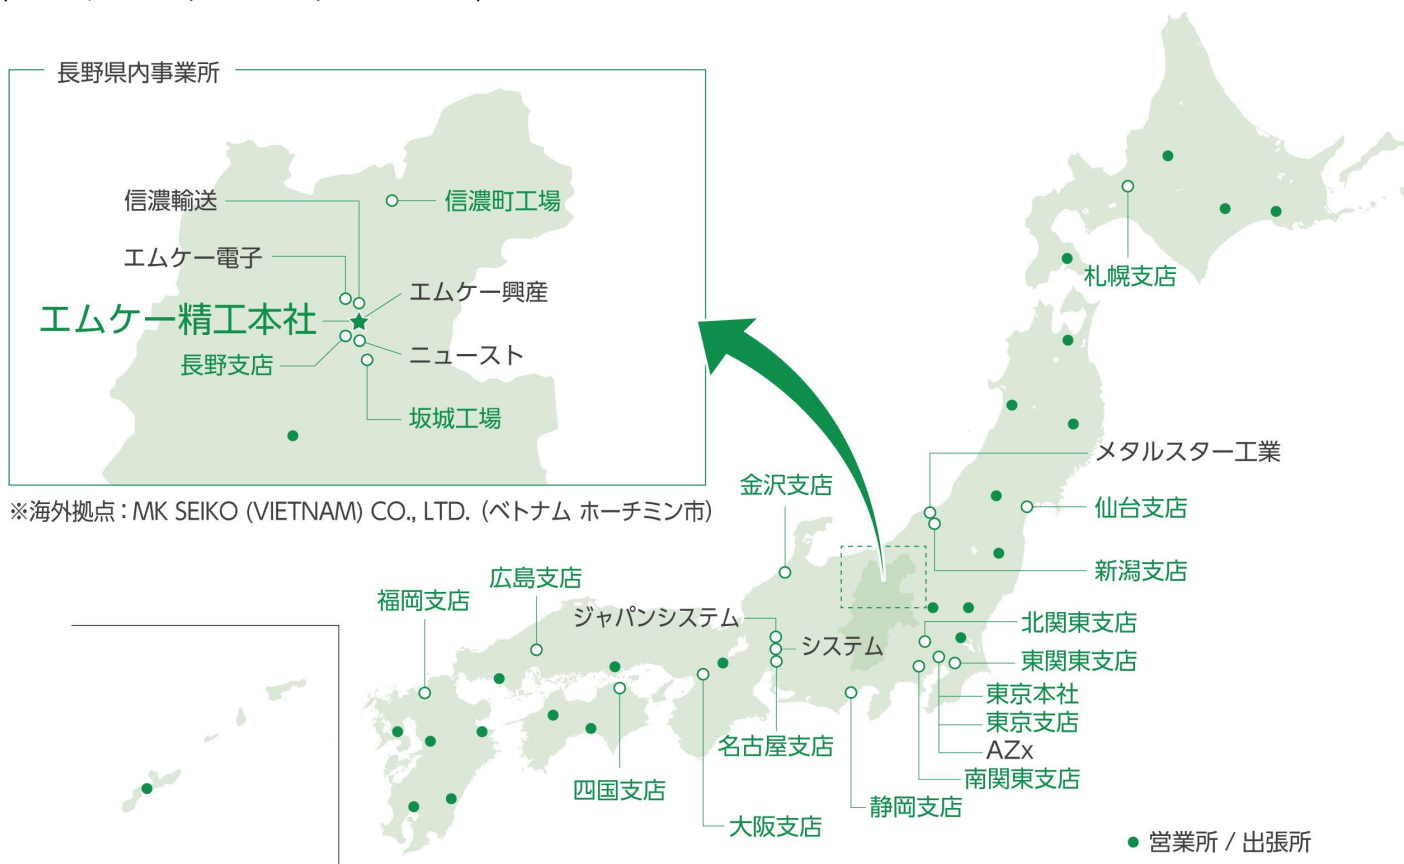 長野県内事業所
信濃輸送
信濃町工場
エムケー電子
エムケー興産
エムケー精工本社
長野支店
ニュースト
坂城工場
※海外拠点：MK SEIKO (VIETNAM) CO., LTD.（ベトナム ホーチミン市）
札幌支店
メタルスター工業
金沢支店
仙台支店
新潟支店
広島支店
福岡支店
ジャパンシステム
システム
北関東支店
東関東支店
東京本社
東京支店
AZx
南関東支店
名古屋支店
四国支店
静岡支店
大阪支店
営業所 / 出張所